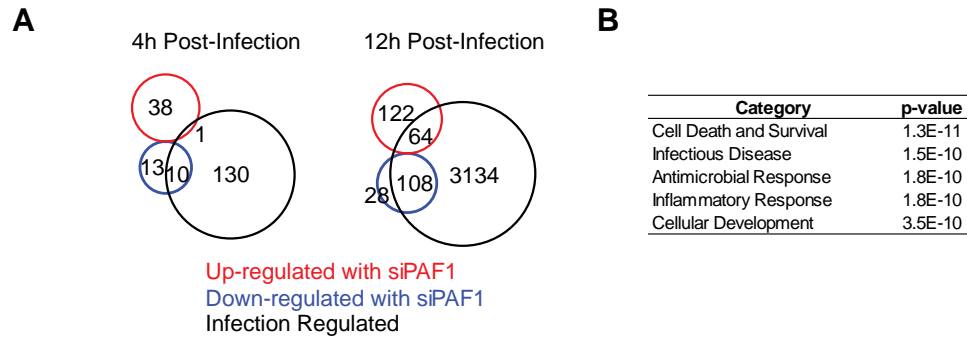 A
B
4h Post-Infection
12h Post-Infection
38
1
13
10
130
122
64
28
108
3134
Up-regulated with siPAF1
Down-regulated with siPAF1
Infection Regulated
Category p-value
Cell Death and Survival 1.3E-11
Infectious Disease 1.5E-10
Antimicrobial Response 1.8E-10
Inflammatory Response 1.8E-10
Cellular Development 3.5E-10